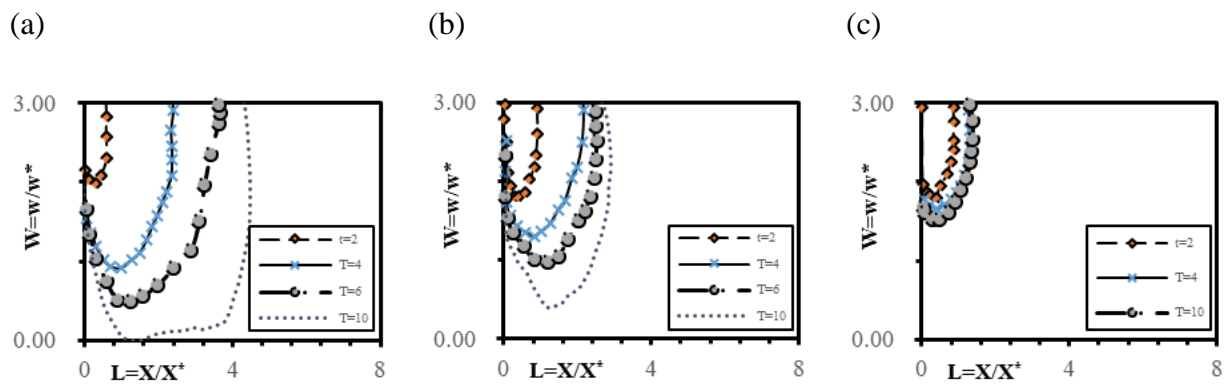 (a)
3.00
W=w/w*
0.00
0
4
8
L=X/X*
t=2
T=4
T=6
T=10
(b)
3.00
W=w/w*
0.00
0
4
8
L=X/X*
t=2
T=4
T=6
T=10
(c)
3.00
W=w/w*
0.00
0
4
8
L=X/X*
T=2
T=4
T=6